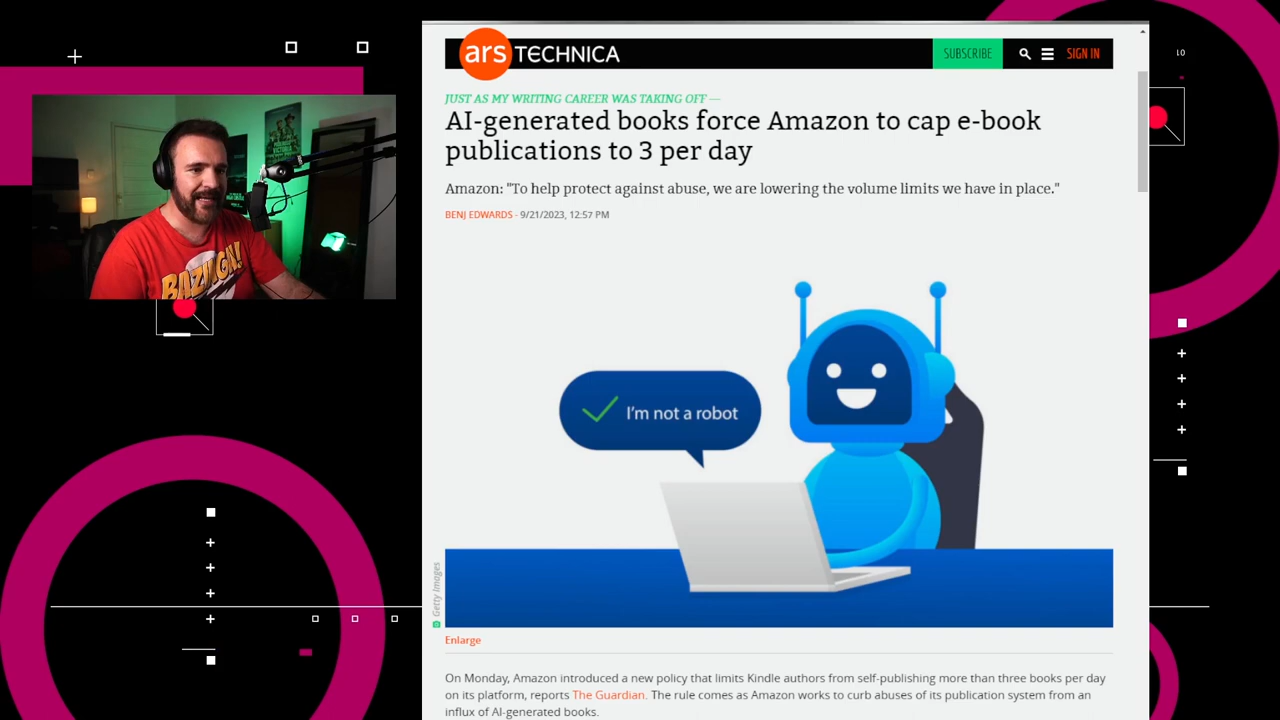 ars TECHNICA
SUBSCRIBE
SIGN IN
10
JUST AS MY WRITING CAREER WAS TAKING OFF —
AI-generated books force Amazon to cap e-book
publications to 3 per day
Amazon: "To help protect against abuse, we are lowering the volume limits we have in place."
BENJ EDWARDS - 9/21/2023, 12:57 PM
BAZINGA!
I'm not a robot
Getty Images
Enlarge
On Monday, Amazon introduced a new policy that limits Kindle authors from self-publishing more than three books per day
on its platform, reports The Guardian. The rule comes as Amazon works to curb abuses of its publication system from an
influx of AI-generated books.